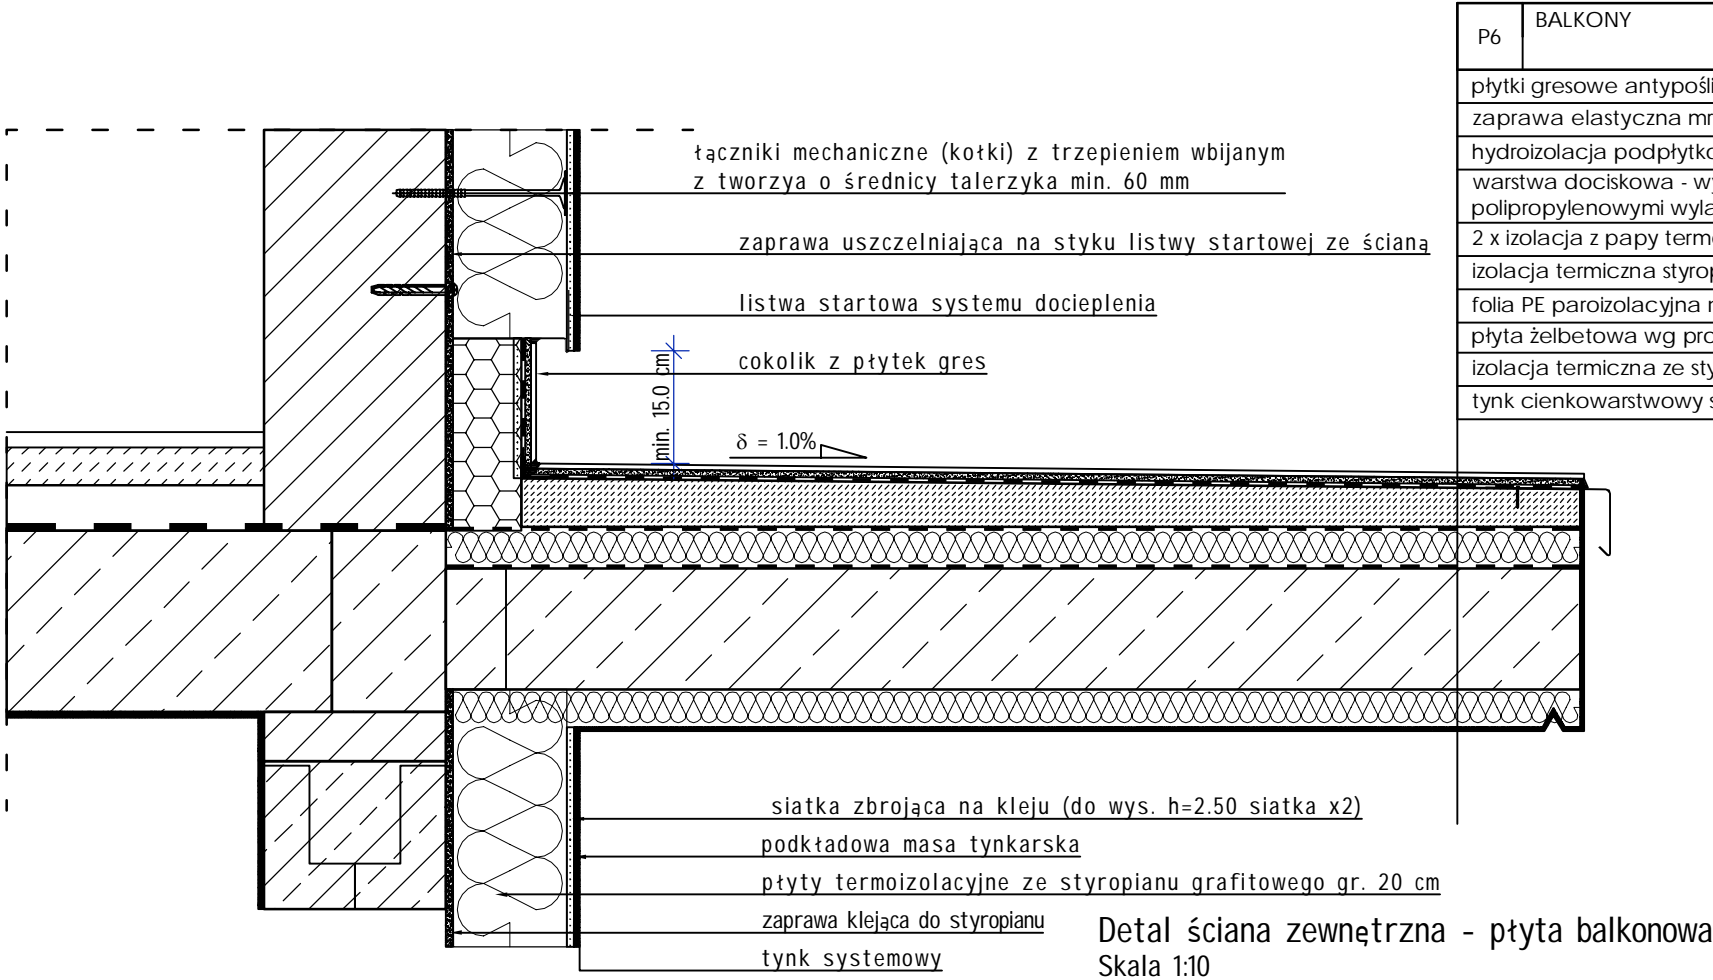 P6
BALKONY
płytki gresowe antypośli
zaprawa elastyczna mr
hydroizolacja podpłytko
warstwa dociskowa - wy
polipropylenowymi wyla
2 x izolacja z papy termo
izolacja termiczna styrop
folia PE paroizolacyjna
płyta żelbetowa wg pro
izolacja termiczna ze sty
tynk cienkowarstwowy s
łączniki mechaniczne (kołki) z trzepieniem wbijanym
z tworzya o średnicy talerzyka min. 60 mm
zaprawa uszczelniająca na styku listwy startowej ze ścianą
listwa startowa systemu docieplenia
cokolik z płytek gres
min. 15.0 cm
δ = 1.0%
siatka zbrojąca na kleju (do wys. h=2.50 siatka x2)
podkładowa masa tynkarska
płyty termoizolacyjne ze styropianu grafitowego gr. 20 cm
zaprawa klejąca do styropianu
tynk systemowy
Detal ściana zewnętrzna - płyta balkonowa
Skala 1:10